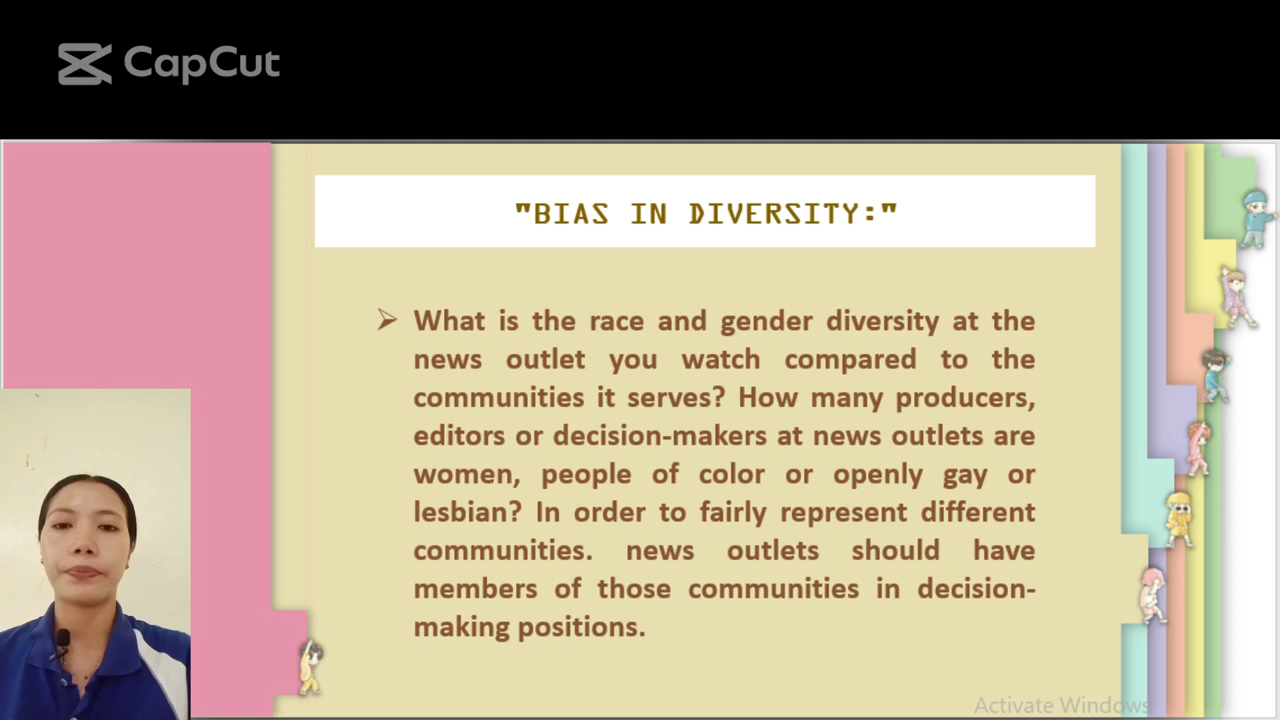 CapCut
"BIAS IN DIVERSITY:"
➢ What is the race and gender diversity at the
news outlet you watch compared to the
communities it serves? How many producers,
editors or decision-makers at news outlets are
women, people of color or openly gay or
lesbian? In order to fairly represent different
communities. news outlets should have
members of those communities in decision-
making positions.
Activate Windows